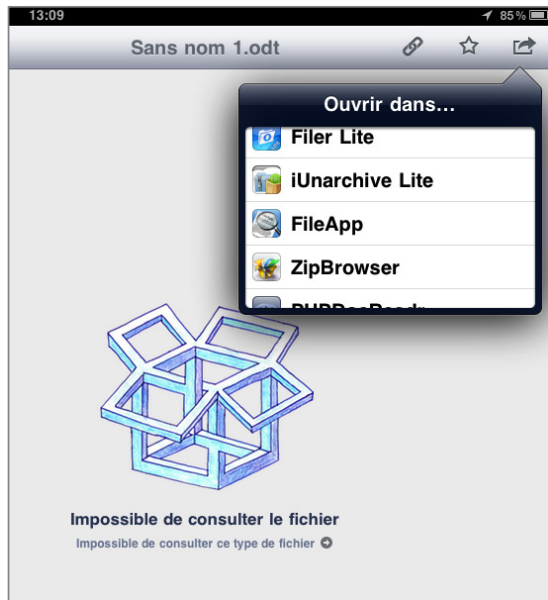 13:09
85 %
Sans nom 1.odt
Ouvrir dans...
Filer Lite
iUnarchive Lite
FileApp
ZipBrowser
Impossible de consulter le fichier
Impossible de consulter ce type de fichier